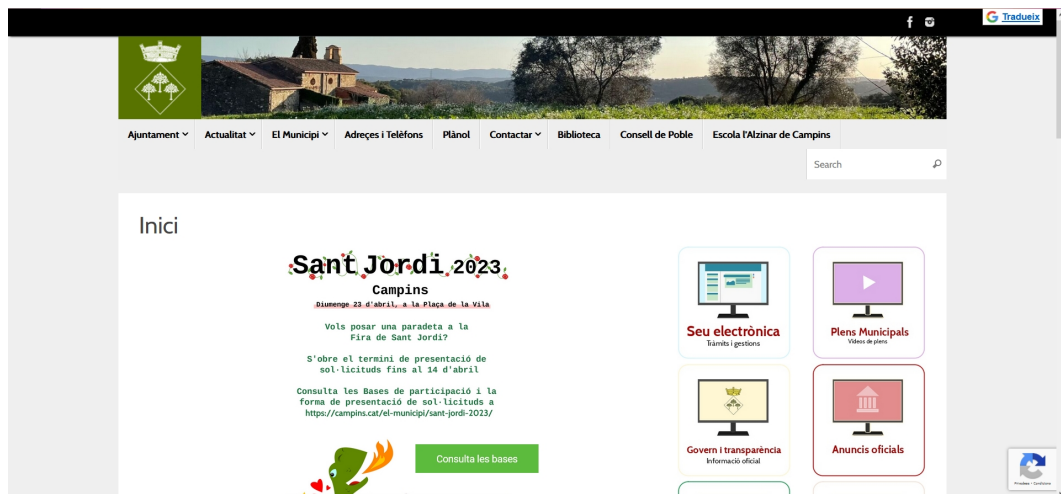 Tradueix
Ajuntament
Actualitat
El Municipi
Adreçes i Telèfons
Plànol
Contactar
Biblioteca
Consell de Poble
Escola l'Alzinar de Campins
Search
Inici
Sant Jordi 2023
Campins
Diumenge 23 d'abril, a la Plaça de la Vila
Vols posar una paradeta a la
Fira de Sant Jordi?
S'obre el termini de presentació de
sol·licituds fins al 14 d'abril
Consulta les Bases de participació i la
forma de presentació de sol·licituds a
https://campins.cat/el-municipi/sant-jordi-2023/
Consulta les bases
Seu electrònica
Tràmits i gestions
Plens Municipals
Vídeos de plens
Govern i transparència
Informació oficial
Anuncis oficials